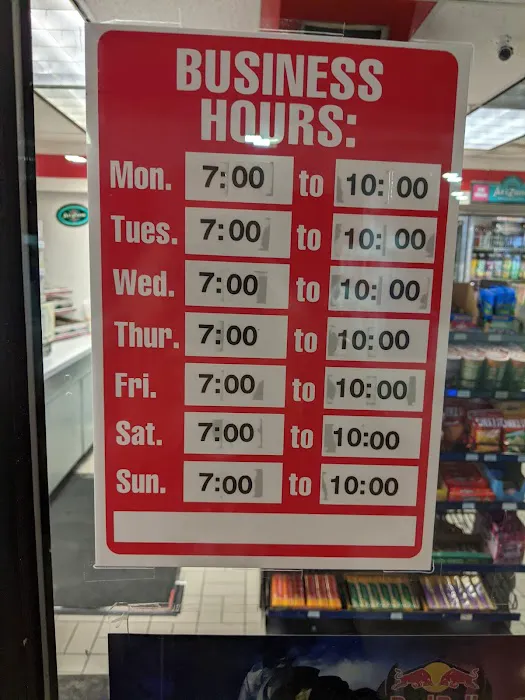 BUSINESS
HOURS:
Mon. 7:00 to 10:00
Tues. 7:00 to 10:00
Wed. 7:00 to 10:00
Thur. 7:00 to 10:00
Fri. 7:00 to 10:00
Sat. 7:00 to 10:00
Sun. 7:00 to 10:00